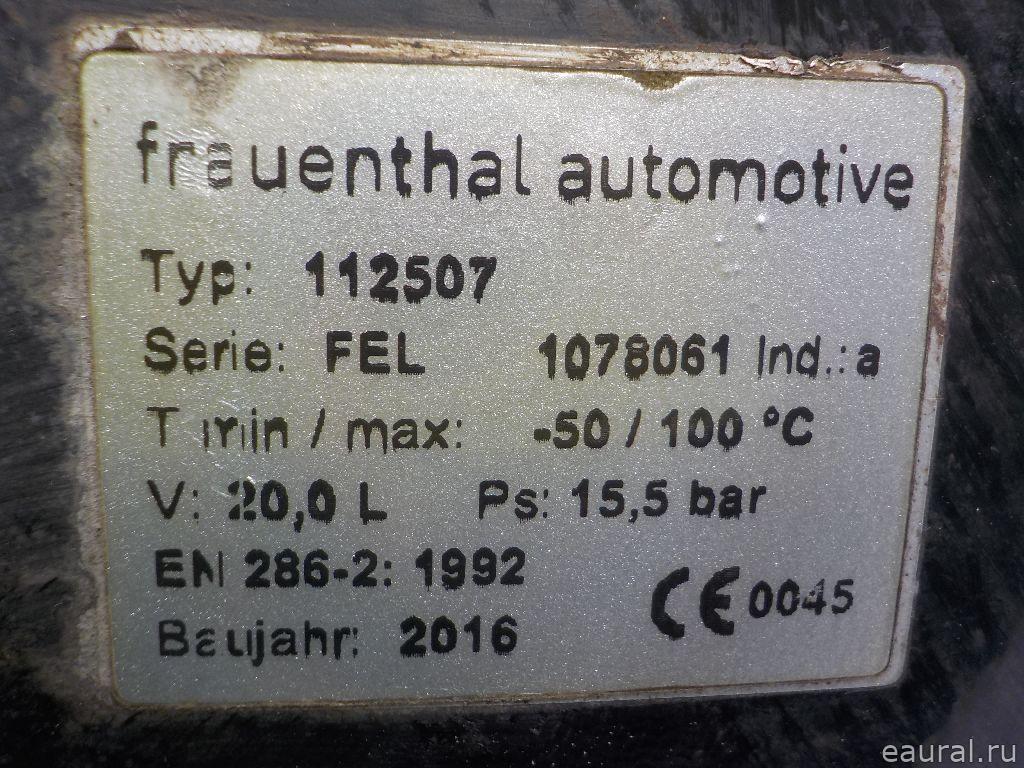 frauenthal automotive
Typ: 112507
Serie: FEL 1078061 Ind.: a
T min / max: -50 / 100 °C
V: 20,0 L Ps: 15,5 bar
EN 286-2: 1992
CE 0045
Baujahr: 2016
eaural.ru